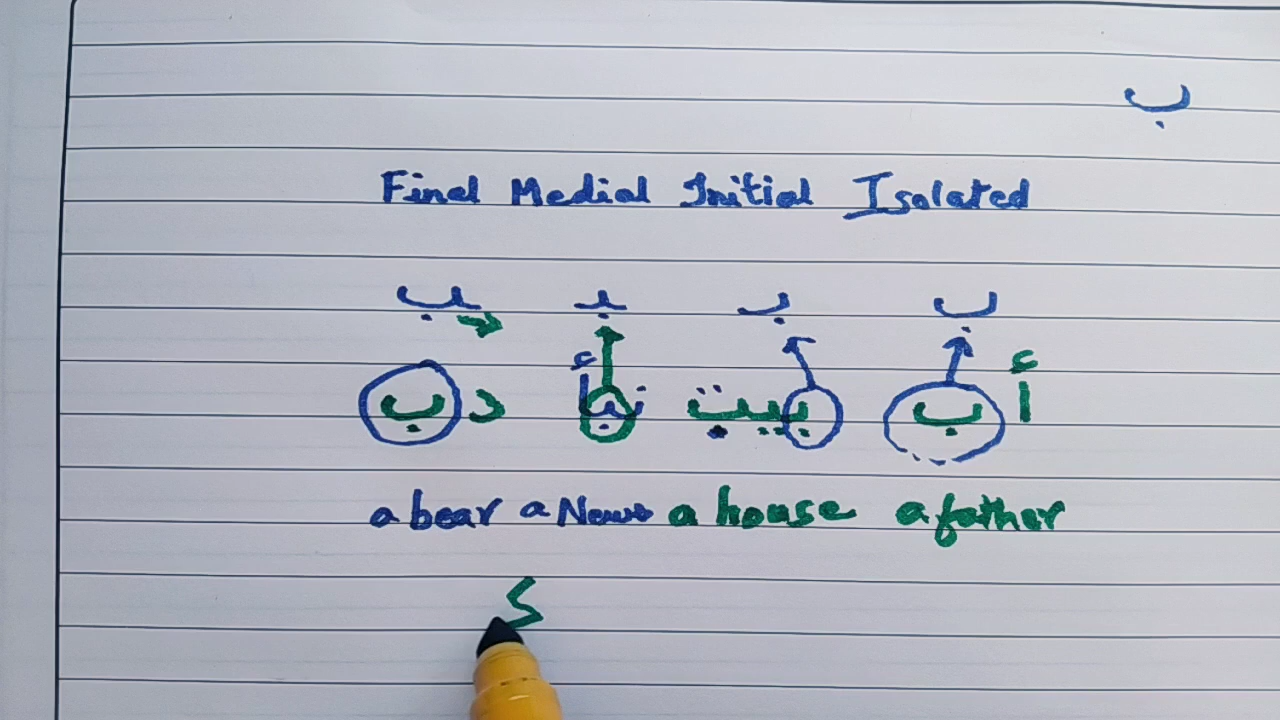 ب
Final Medial Initial Isolated
ب بـ ـبـ ـب
أب بيت نبأ دب
a bear a News a house a father